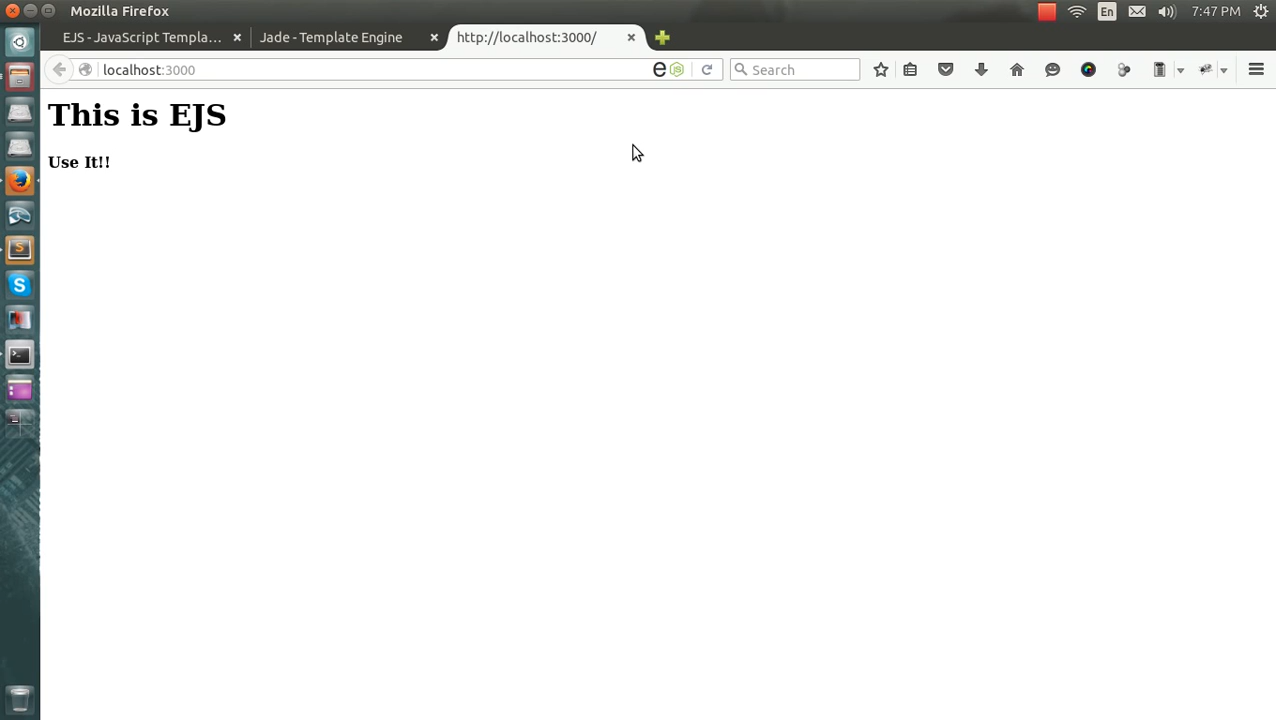 Mozilla Firefox
En
7:47 PM
EJS - JavaScript Templa...
Jade - Template Engine
http://localhost:3000/
localhost:3000
Search
This is EJS
Use It!!